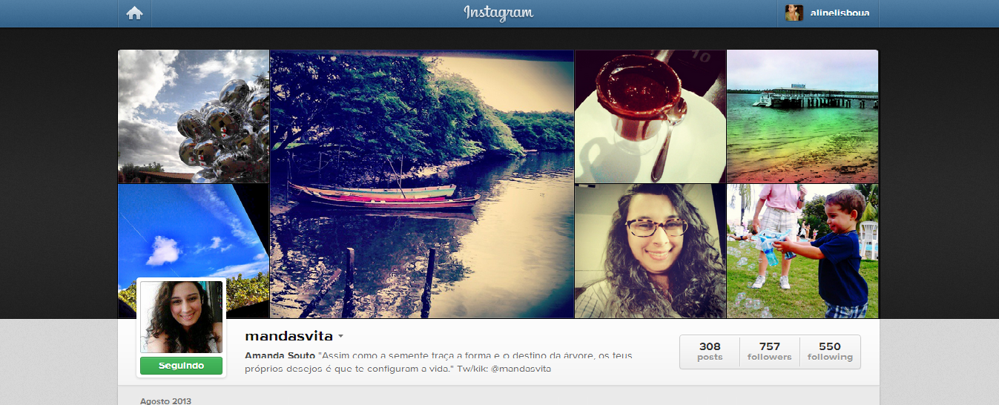 Instagram
alinelisboua
10
mandasvita
Seguindo
Amanda Souto "Assim como a semente traça a forma e o destino da árvore, os teus
próprios desejos é que te configuram a vida." Tw/kik: @mandasvita
308
posts
757
followers
550
following
Agosto 2013